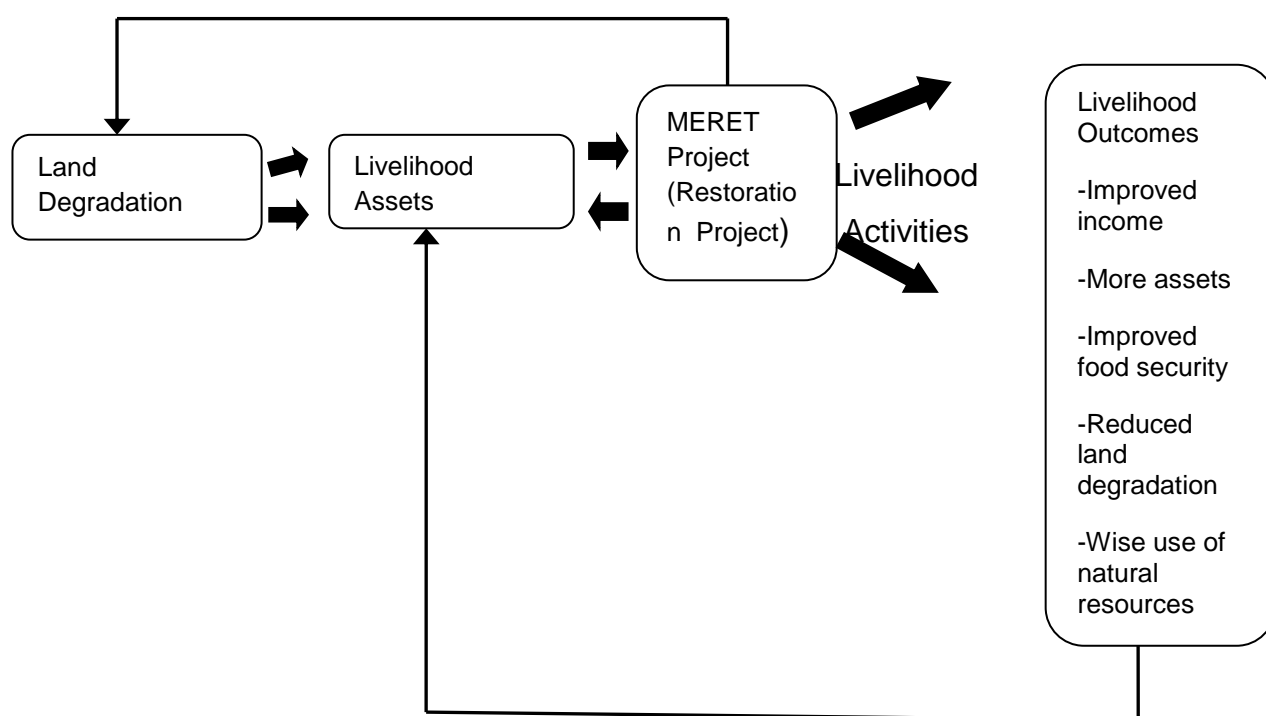 Land
Degradation
Livelihood
Assets
MERET
Project
(Restoratio
n Project)
Livelihood
Activities
Livelihood
Outcomes
-Improved
income
-More assets
-Improved
food security
-Reduced
land
degradation
-Wise use of
natural
resources